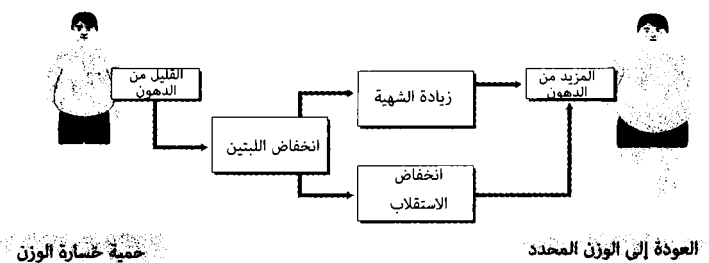 القليل من
الدهون
انخفاض اللبتين
زيادة الشهية
انخفاض
الاستقلاب
المزيد من
الدهون
حمية خسارة الوزن
العودة إلى الوزن المحدد